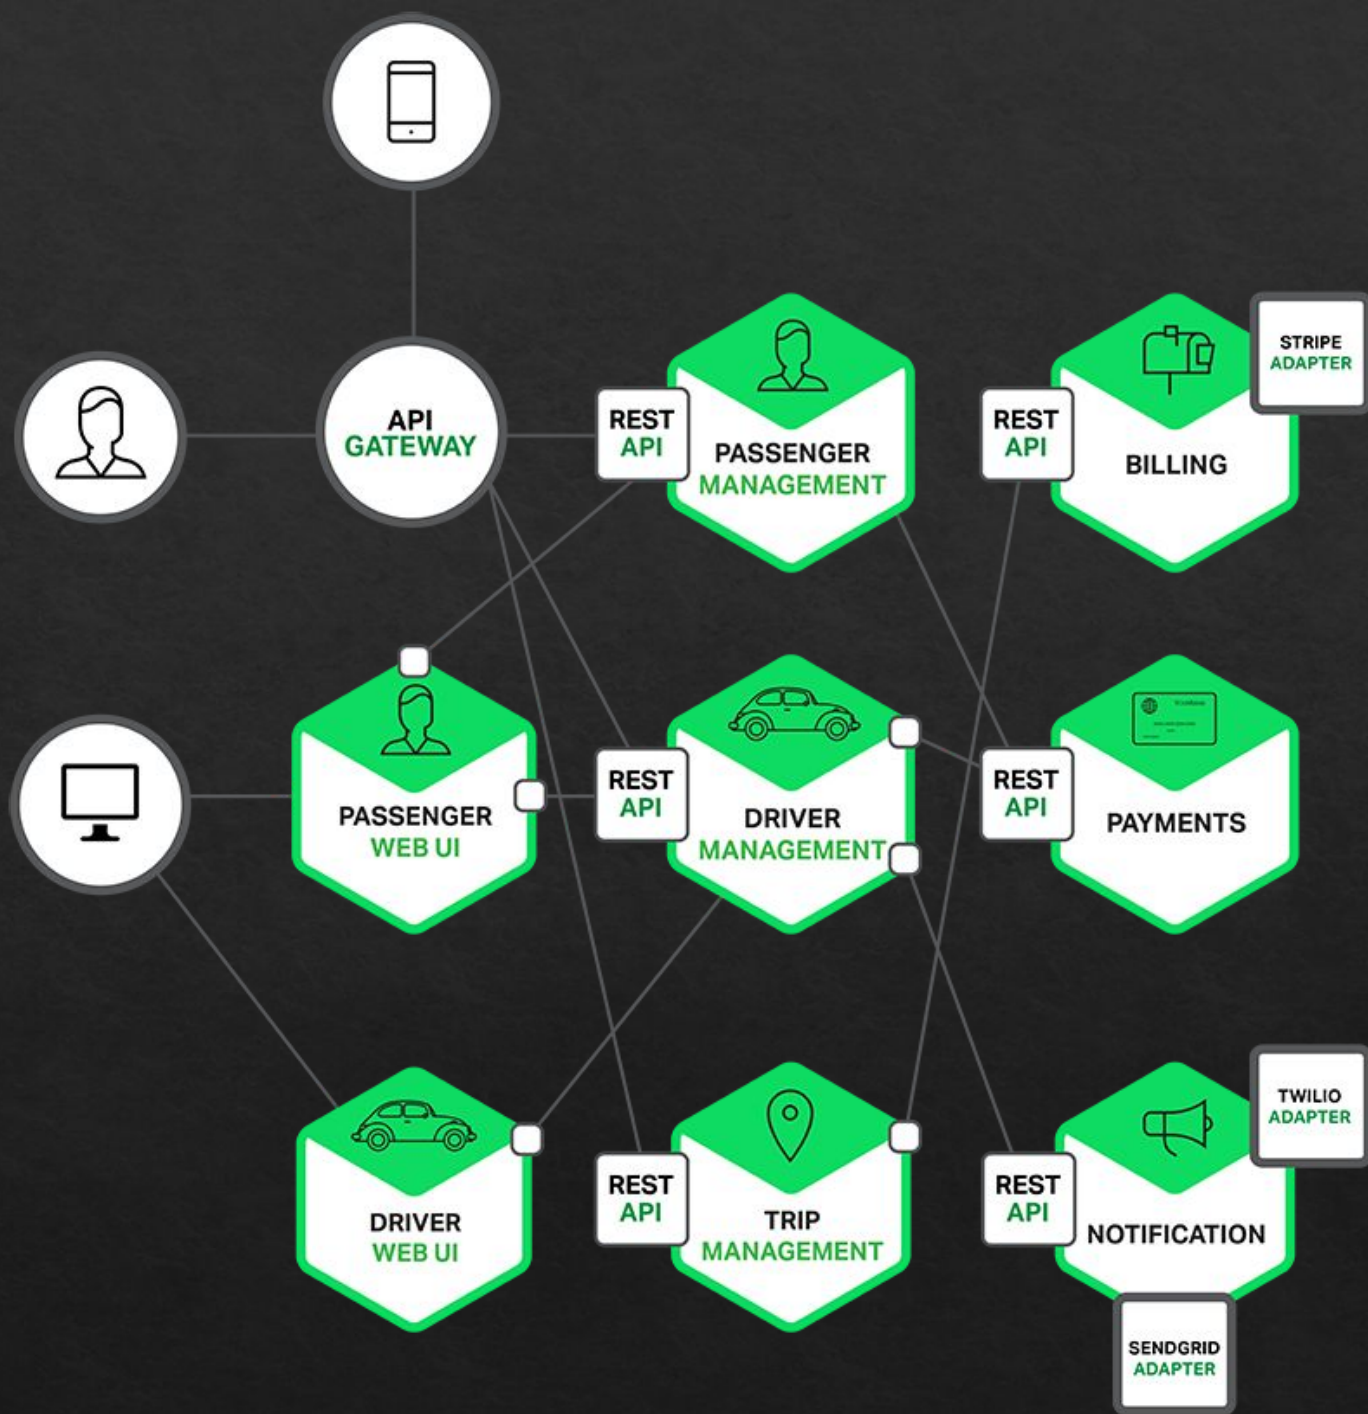 API
GATEWAY
REST
API
PASSENGER
MANAGEMENT
REST
API
BILLING
STRIPE
ADAPTER
PASSENGER
WEB UI
REST
API
DRIVER
MANAGEMENT
REST
API
PAYMENTS
DRIVER
WEB UI
REST
API
TRIP
MANAGEMENT
REST
API
NOTIFICATION
TWILIO
ADAPTER
SENDGRID
ADAPTER